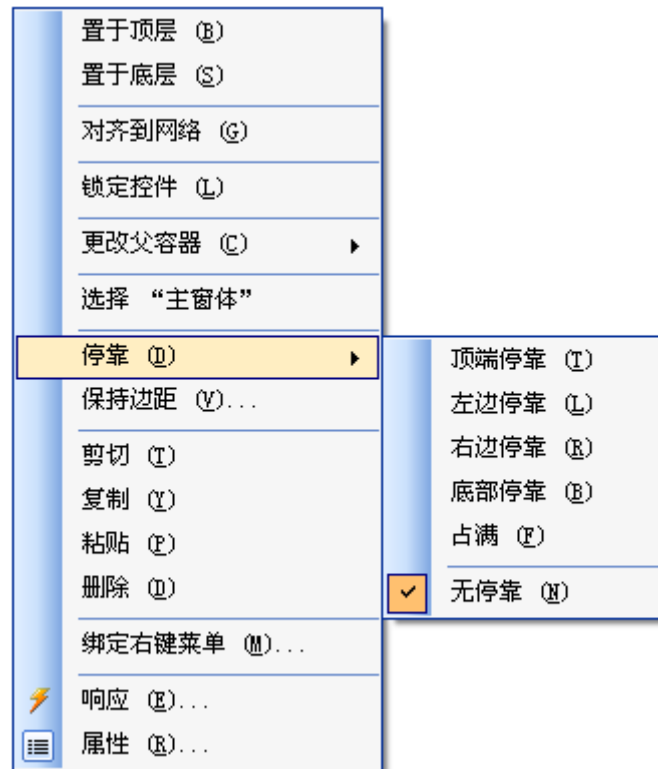 置于顶层 (B)
置于底层 (S)
对齐到网络 (G)
锁定控件 (L)
更改父容器 (C)
选择 “主窗体”
停靠 (D)
保持边距 (V)...
剪切 (T)
复制 (Y)
粘贴 (P)
删除 (D)
绑定右键菜单 (M)...
响应 (E)...
属性 (R)...
顶端停靠 (T)
左边停靠 (L)
右边停靠 (R)
底部停靠 (B)
占满 (F)
无停靠 (N)